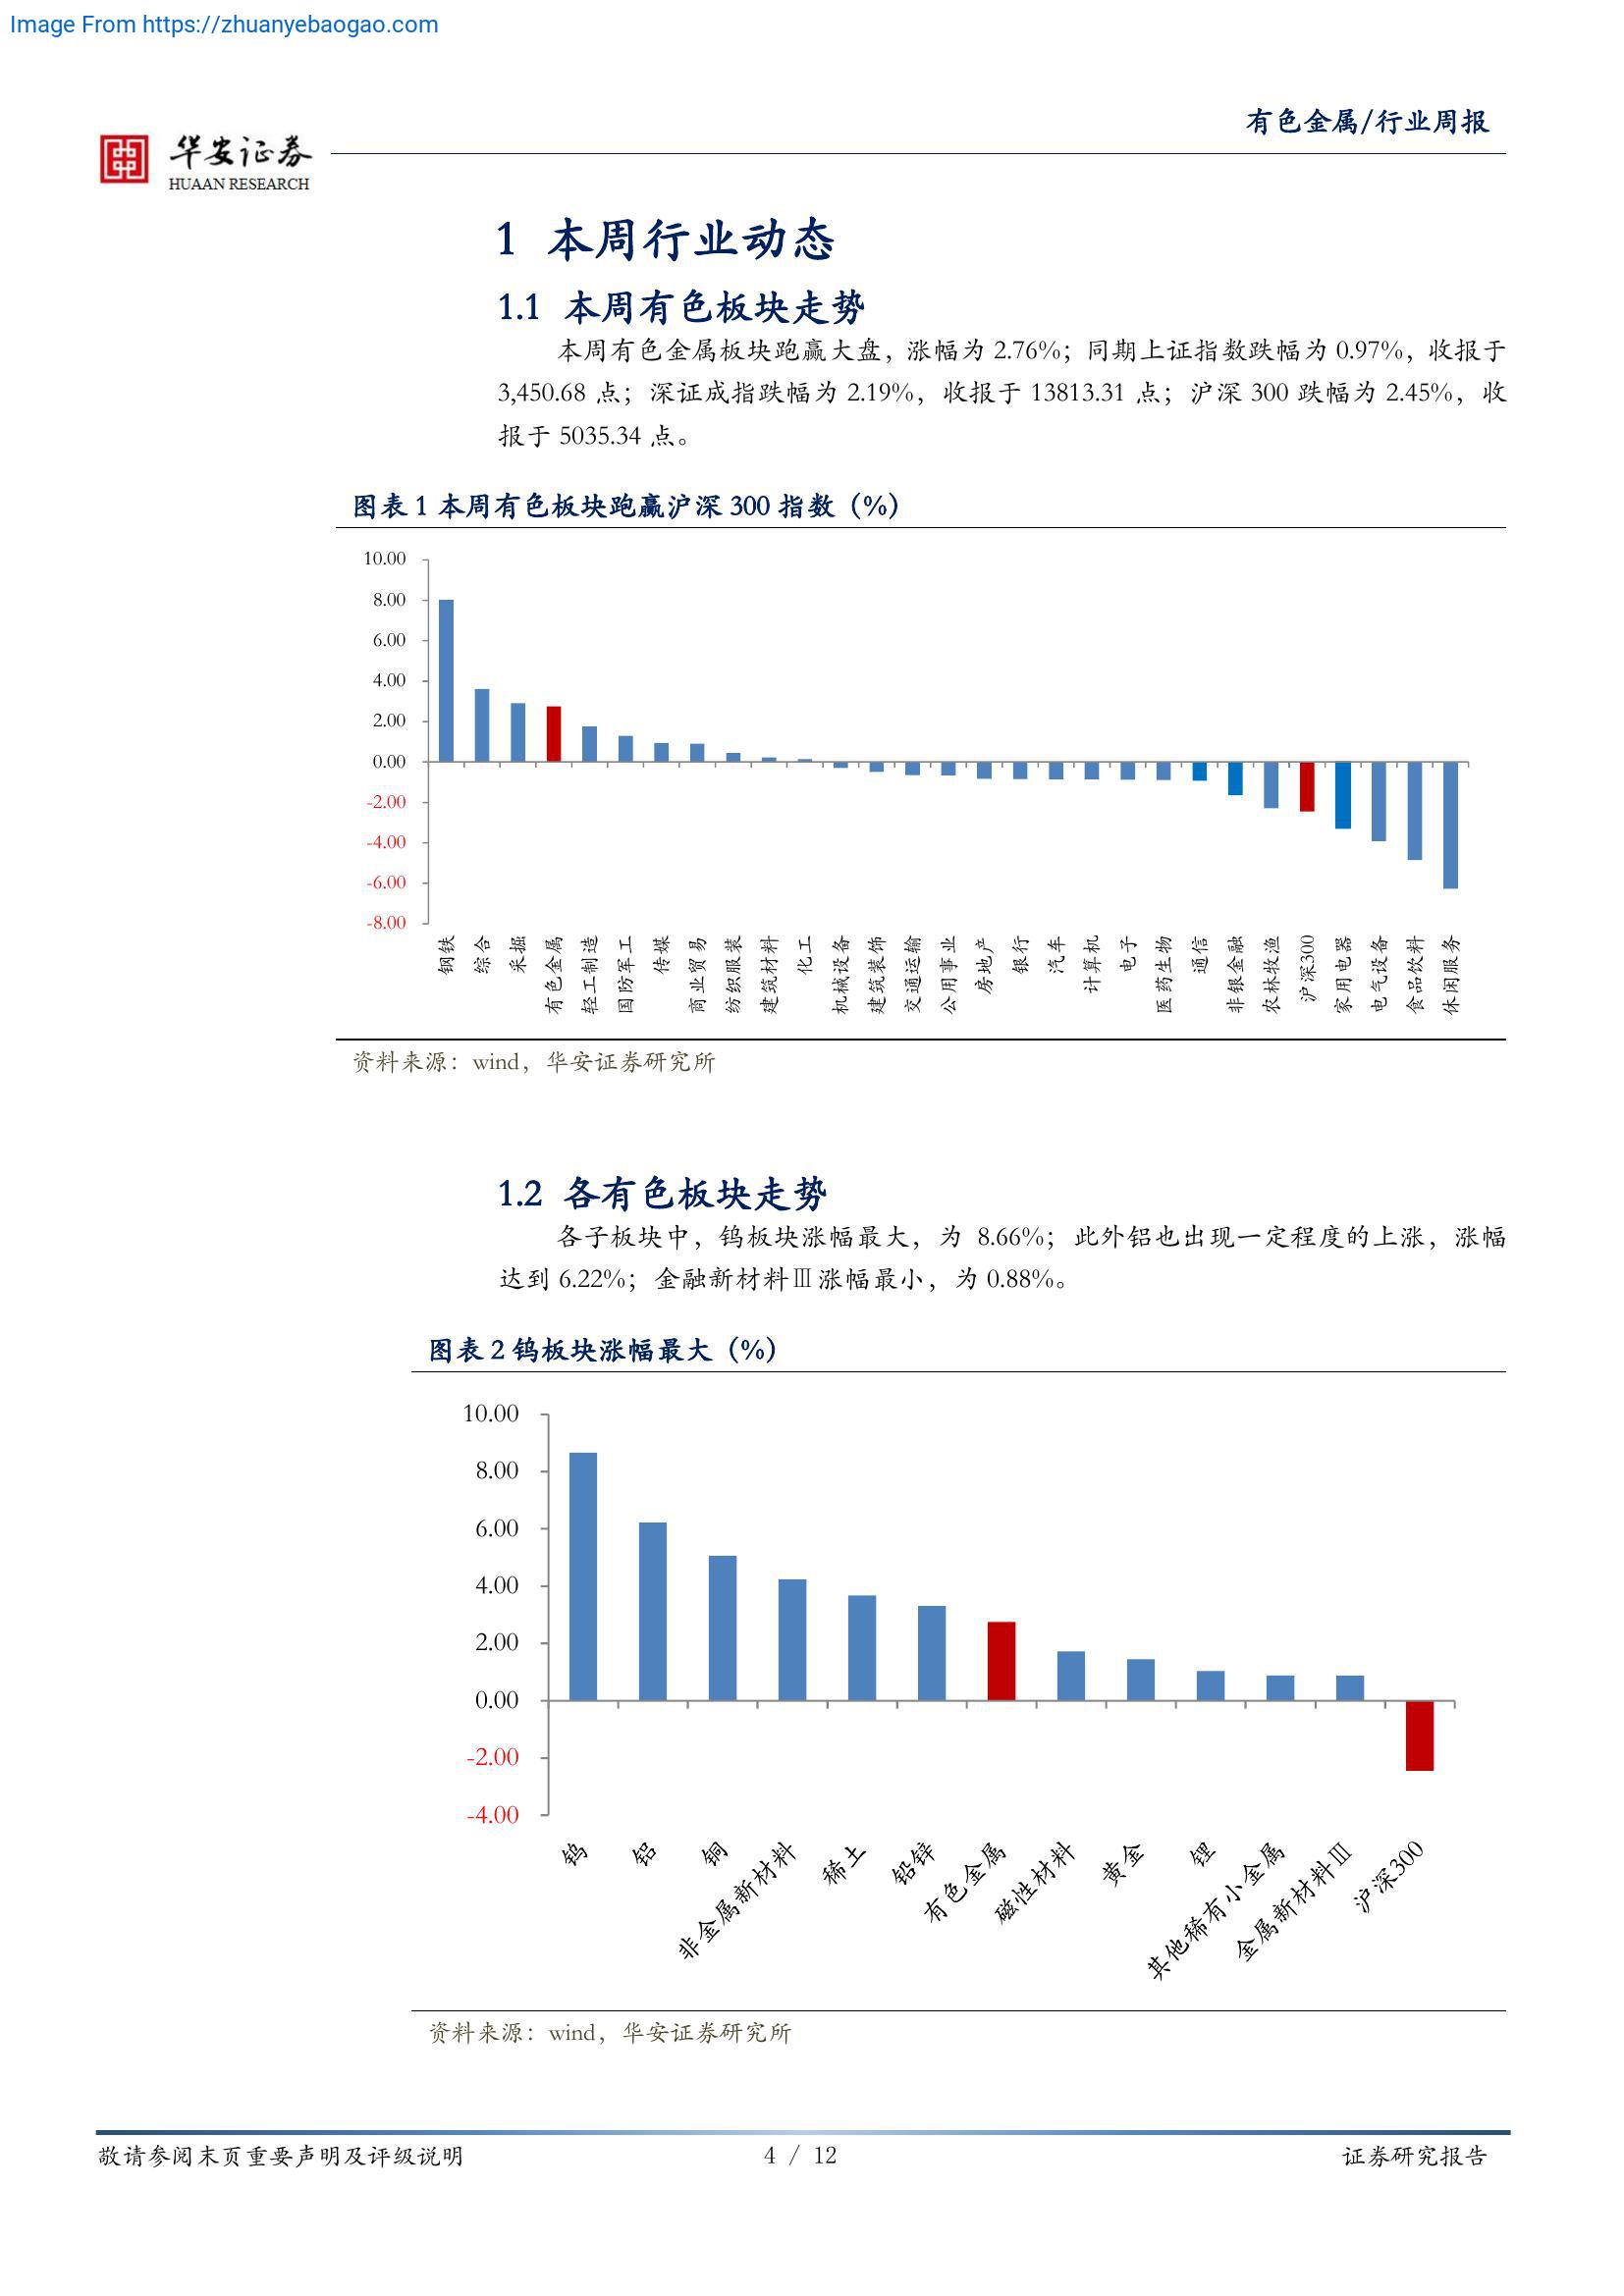 Image From https://zhuanyebaogao.com
有色金属/行业周报
华安证券
HUAAN RESEARCH
1 本周行业动态
1.1 本周有色板块走势
本周有色金属板块跑赢大盘，涨幅为 2.76%；同期上证指数跌幅为 0.97%，收报于
3,450.68 点；深证成指跌幅为 2.19%，收报于 13813.31 点；沪深 300 跌幅为 2.45%，收
报于 5035.34 点。
图表 1 本周有色板块跑赢沪深 300 指数（%）
10.00
8.00
6.00
4.00
2.00
0.00
-2.00
-4.00
-6.00
-8.00
钢铁
综合
采掘
有色金属
轻工制造
国防军工
传媒
商业贸易
纺织服装
建筑材料
化工
机械设备
建筑装饰
交通运输
公用事业
房地产
银行
汽车
计算机
电子
医药生物
通信
非银金融
农林牧渔
沪深300
家用电器
电气设备
食品饮料
休闲服务
资料来源：wind，华安证券研究所
1.2 各有色板块走势
各子板块中，钨板块涨幅最大，为 8.66%；此外铝也出现一定程度的上涨，涨幅
达到 6.22%；金融新材料Ⅲ涨幅最小，为 0.88%。
图表 2 钨板块涨幅最大（%）
10.00
8.00
6.00
4.00
2.00
0.00
-2.00
-4.00
钨
铝
铜
非金属新材料
稀土
铅锌
有色金属
磁性材料
黄金
锂
其他稀有小金属
金属新材料Ⅲ
沪深300
资料来源：wind，华安证券研究所
敬请参阅末页重要声明及评级说明
4 / 12
证券研究报告